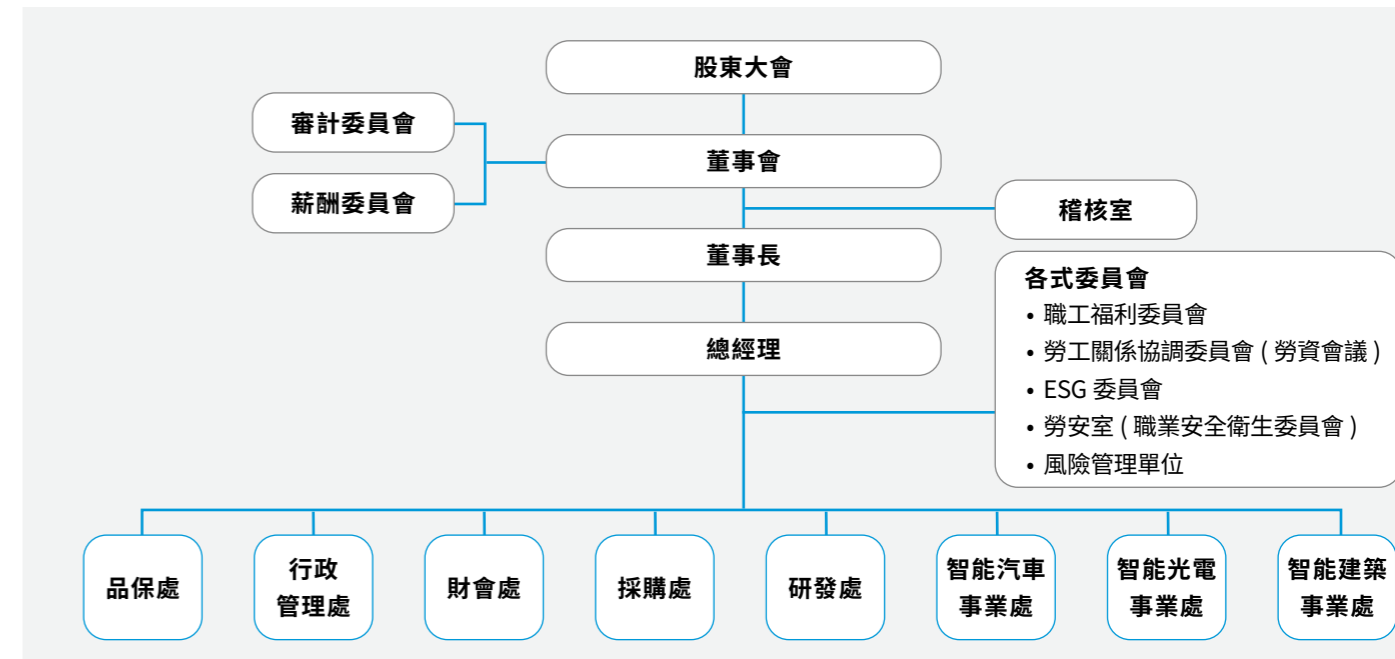 股東大會
審計委員會
董事會
薪酬委員會
稽核室
董事長
各式委員會
• 職工福利委員會
• 勞工關係協調委員會 ( 勞資會議 )
• ESG 委員會
• 勞安室 ( 職業安全衛生委員會 )
• 風險管理單位
總經理
品保處
行政
管理處
財會處
採購處
研發處
智能汽車
事業處
智能光電
事業處
智能建築
事業處